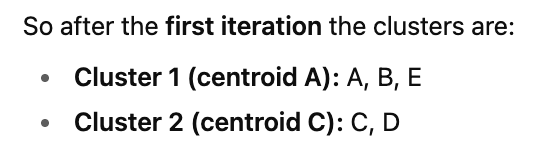 So after the first iteration the clusters are:
• Cluster 1 (centroid A): A, B, E
• Cluster 2 (centroid C): C, D